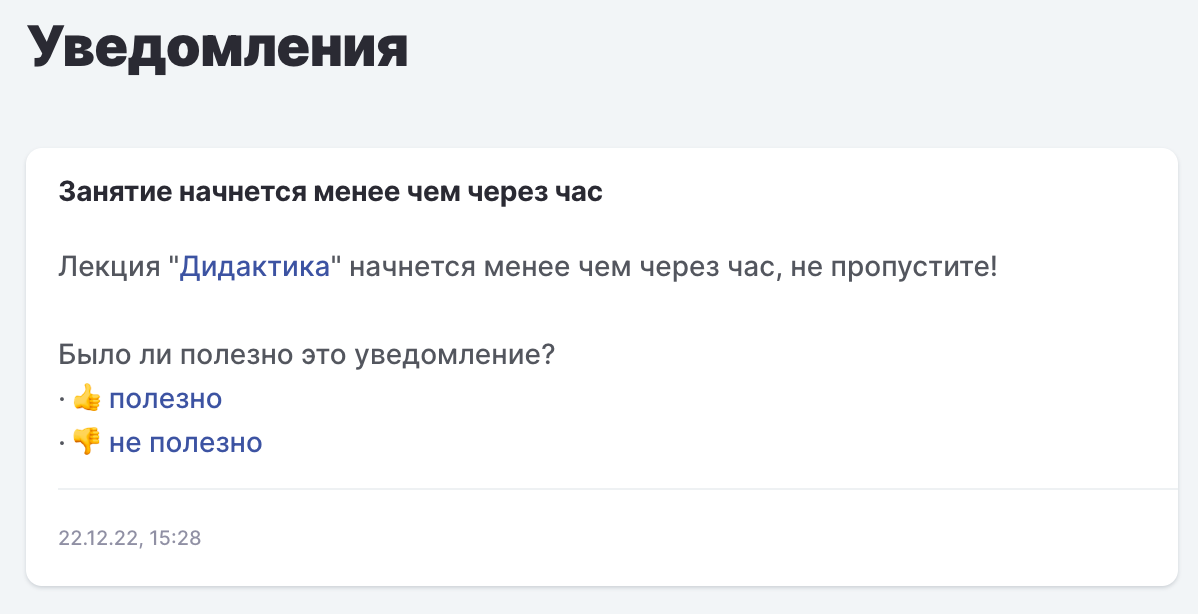 Уведомления
Занятие начнется менее чем через час
Лекция "Дидактика" начнется менее чем через час, не пропустите!
Было ли полезно это уведомление?
· 👍 полезно
· 👎 не полезно
22.12.22, 15:28